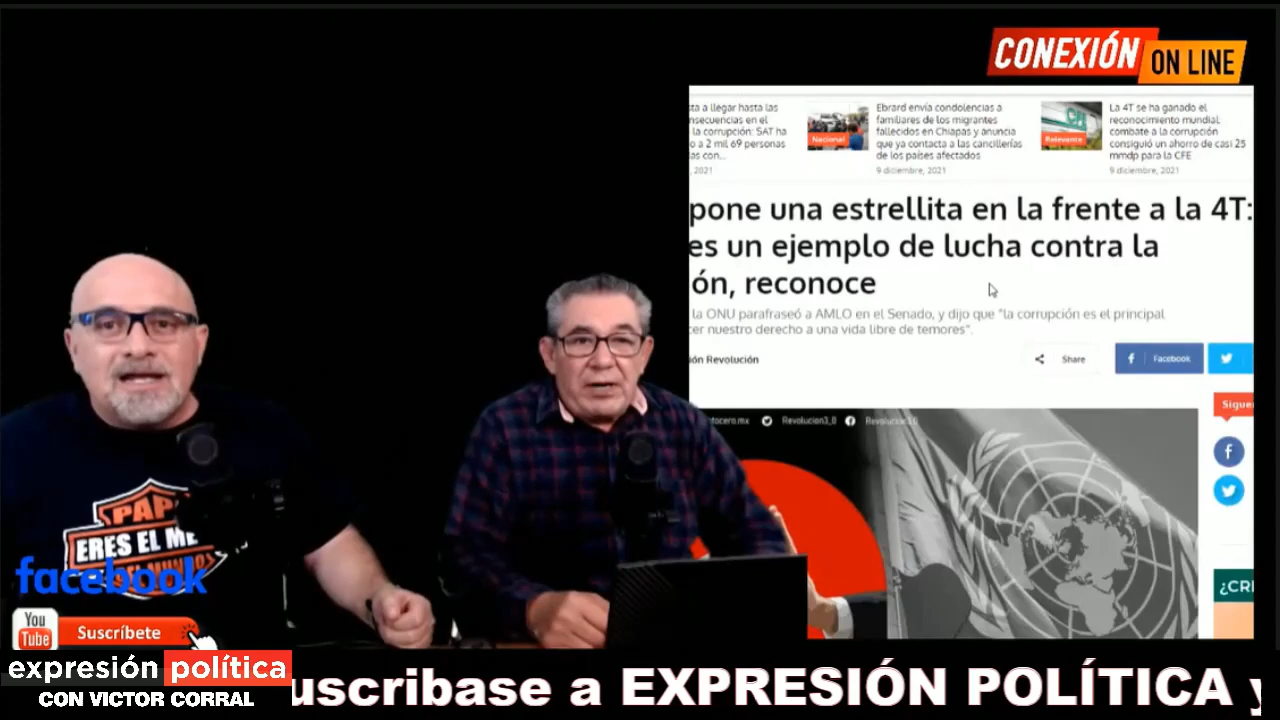 CONEXIÓN
ON LINE
a llegar hasta las
en el
la corrupción: SAT ha
a 2 mil 69 personas
con...
, 2021
Nacional
Ebrard envía condolencias a
familiares de los migrantes
fallecidos en Chiapas y anuncia
que ya contacta a las cancillerías
de los países afectados
9 diciembre, 2021
Relevante
La 4T se ha ganado el
reconocimiento mundial:
combate a la corrupción
consiguió un ahorro de casi 25
mmdp para la CFE
9 diciembre, 2021
pone una estrellita en la frente a la 4T:
es un ejemplo de lucha contra la
ón, reconoce
la ONU parafraseó a AMLO en el Senado, y dijo que "la corrupción es el principal
cer nuestro derecho a una vida libre de temores".
ón Revolución
Share
Facebook
Revolucion3_0
Revolucion3.0
¿CRE
PAP
ERES EL ME
facebook
You
Tube
Suscríbete
expresión política
CON VICTOR CORRAL
uscribase a EXPRESIÓN POLÍTICA y